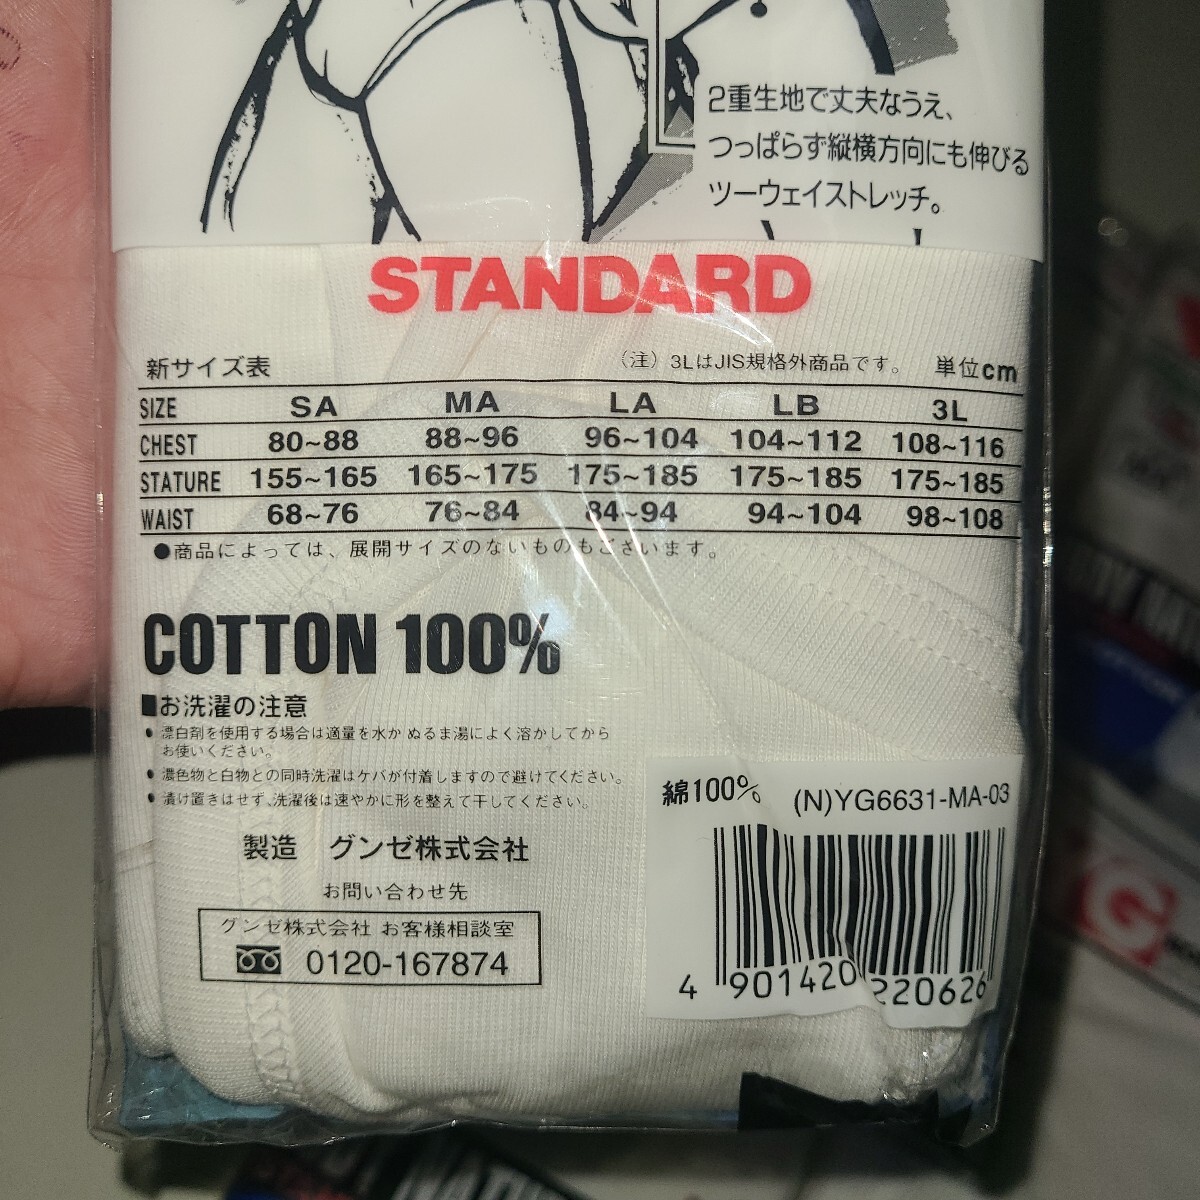 2重生地で丈夫なうえ、
つっぱらず縦横方向にも伸びる
ツーウェイストレッチ。
STANDARD
新サイズ表 （注）3LはJIS規格外商品です。 単位cm
SIZE SA MA LA LB 3L
CHEST 80~88 88~96 96~104 104~112 108~116
STATURE 155~165 165~175 175~185 175~185 175~185
WAIST 68~76 76~84 84~94 94~104 98~108
●商品によっては、展開サイズのないものもございます。
COTTON 100%
■お洗濯の注意
• 漂白剤を使用する場合は適量を水か ぬるま湯によく溶かしてから
お使いください。
• 濃色物と白物との同時洗濯はケバが付着しますので避けてください。
• 漬け置きはせず、洗濯後は速やかに形を整えて干してください。
製造 グンゼ株式会社
お問い合わせ先
グンゼ株式会社 お客様相談室
0120-167874
綿100% (N)YG6631-MA-03
4 901420 220626
G